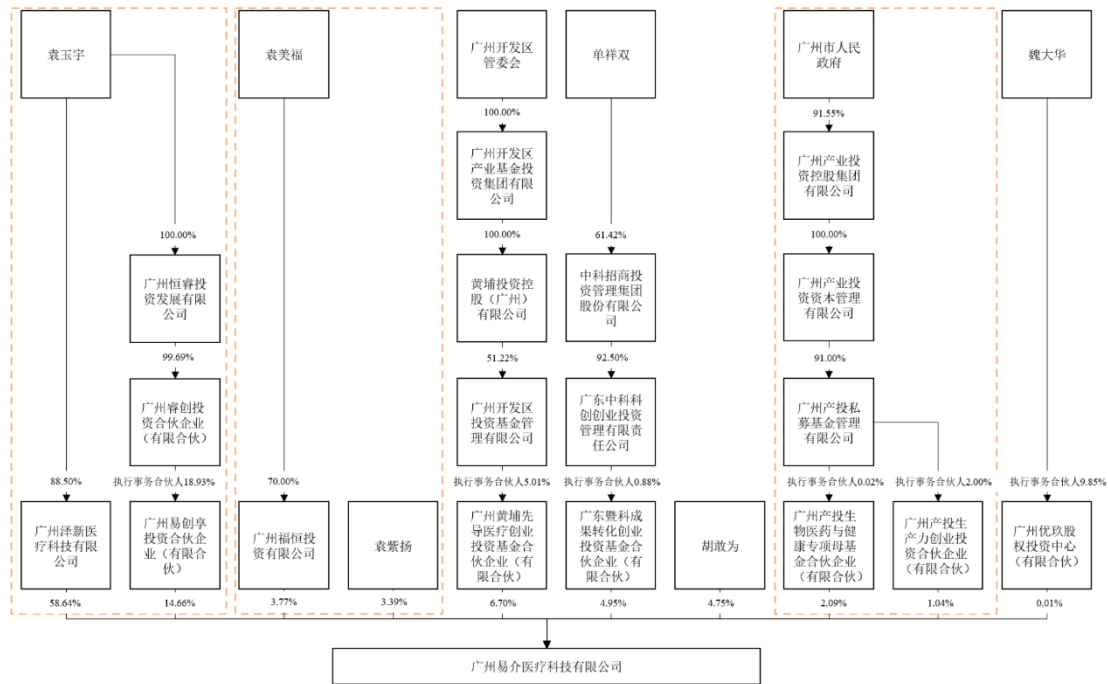 袁玉宇
袁美福
广州开发区
管委会
单祥双
广州市人民
政府
魏大华
100.00%
91.55%
广州开发区
产业基金投
资集团有限
公司
广州产业投
资控股集团
有限公司
100.00%
100.00%
61.42%
100.00%
广州恒睿投
资发展有限
公司
黄埔投资控
股（广州）
有限公司
中科招商投
资管理集团
股份有限公
司
广州产业投
资资本管理
有限公司
99.69%
51.22%
92.50%
91.00%
广州睿创投
资合伙企业
（有限合伙）
广州开发区
投资基金管
理有限公司
广东中科科
创创业投资
管理有限责
任公司
广州产投私
募基金管理
有限公司
88.50%
执行事务合伙人18.93%
70.00%
执行事务合伙人5.01%
执行事务合伙人0.88%
执行事务合伙人0.02%
执行事务合伙人2.00%
执行事务合伙人9.85%
广州泽新医
疗科技有限
公司
广州易创享
投资合伙企
业（有限合
伙）
广州福恒投
资有限公司
袁紫扬
广州黄埔先
导医疗创业
投资基金合
伙企业（有
限合伙）
广东暨科成
果转化创业
投资基金合
伙企业（有
限合伙）
胡敢为
广州产投生
物医药与健
康专项母基
金合伙企业
（有限合伙）
广州产投生
产力创业投
资合伙企业
（有限合伙）
广州优玖股
权投资中心
（有限合伙）
58.64%
14.66%
3.77%
3.39%
6.70%
4.95%
4.75%
2.09%
1.04%
0.01%
广州易介医疗科技有限公司